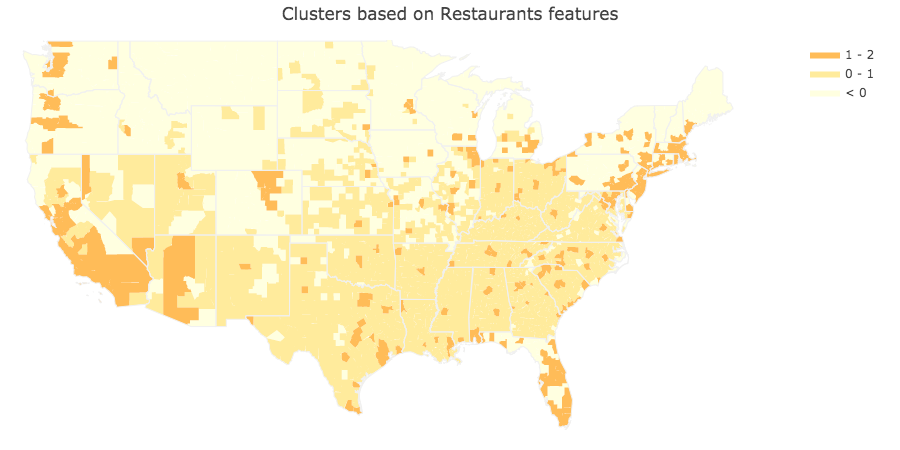 Clusters based on Restaurants features
1 - 2
0 - 1
< 0